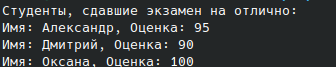 Студенты, сдавшие экзамен на отлично:
Имя: Александр, Оценка: 95
Имя: Дмитрий, Оценка: 90
Имя: Оксана, Оценка: 100